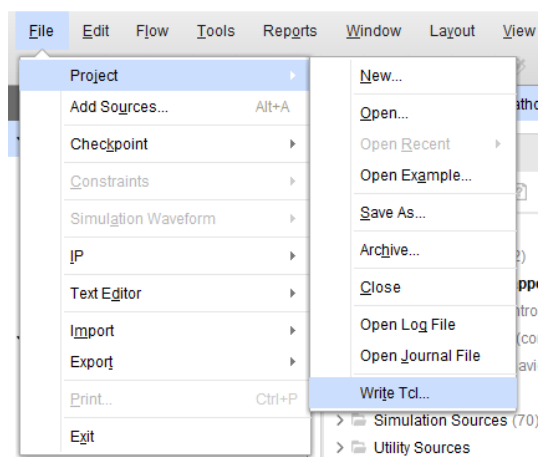 File Edit Flow Tools Reports Window Layout View
Project
Add Sources... Alt+A
Checkpoint
Constraints
Simulation Waveform
IP
Text Editor
Import
Export
Print... Ctrl+P
Exit
New...
Open...
Open Recent
Open Example...
Save As...
Archive...
Close
Open Log File
Open Journal File
Write Tcl...
Simulation Sources (70)
Utility Sources